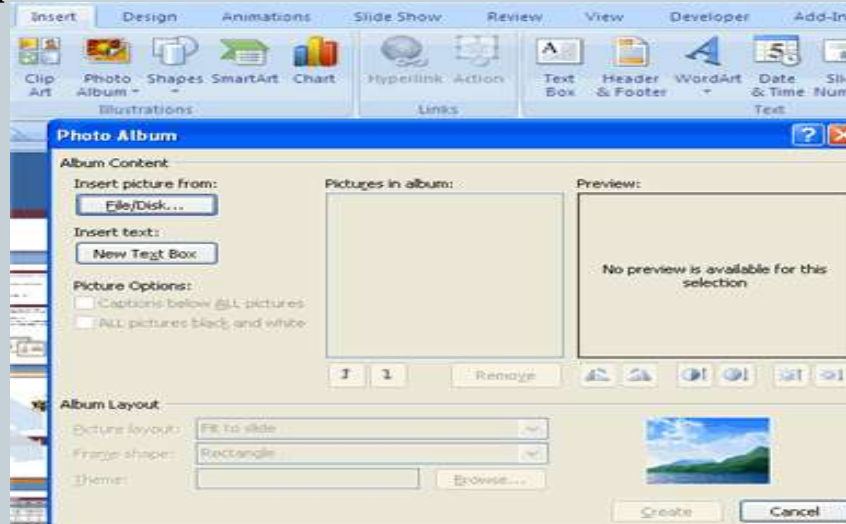 Insert Design Animations Slide Show Review View Developer Add-In
Clip Art Photo Album Shapes SmartArt Chart Hyperlink Action Text Box Header & Footer WordArt Date & Time Sli Num
Illustrations Links Text
Photo Album
Album Content
Insert picture from: Pictures in album: Preview:
File/Disk...
Insert text:
New Text Box
No preview is available for this
selection
Picture Options:
Captions below ALL pictures
ALL pictures black and white
Remove
Album Layout
Picture layout: Fit to slide
Frame shape: Rectangle
Theme: Browse...
Create Cancel